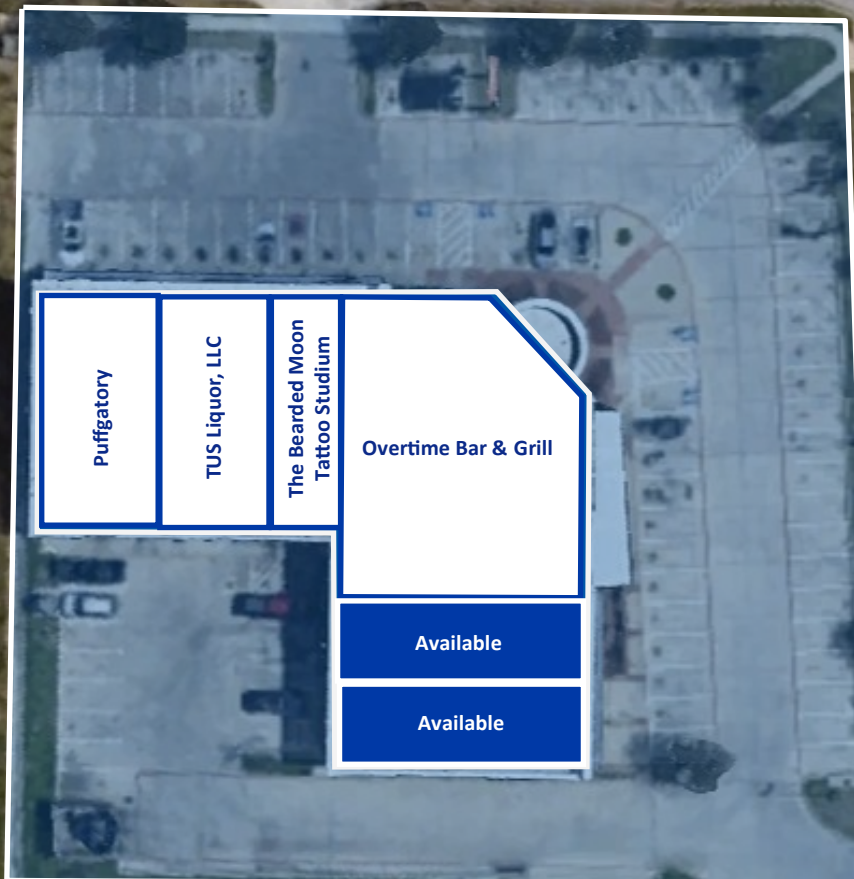 Puffgatory
TUS Liquor, LLC
The Bearded Moon
Tattoo Studium
Overtime Bar & Grill
Available
Available